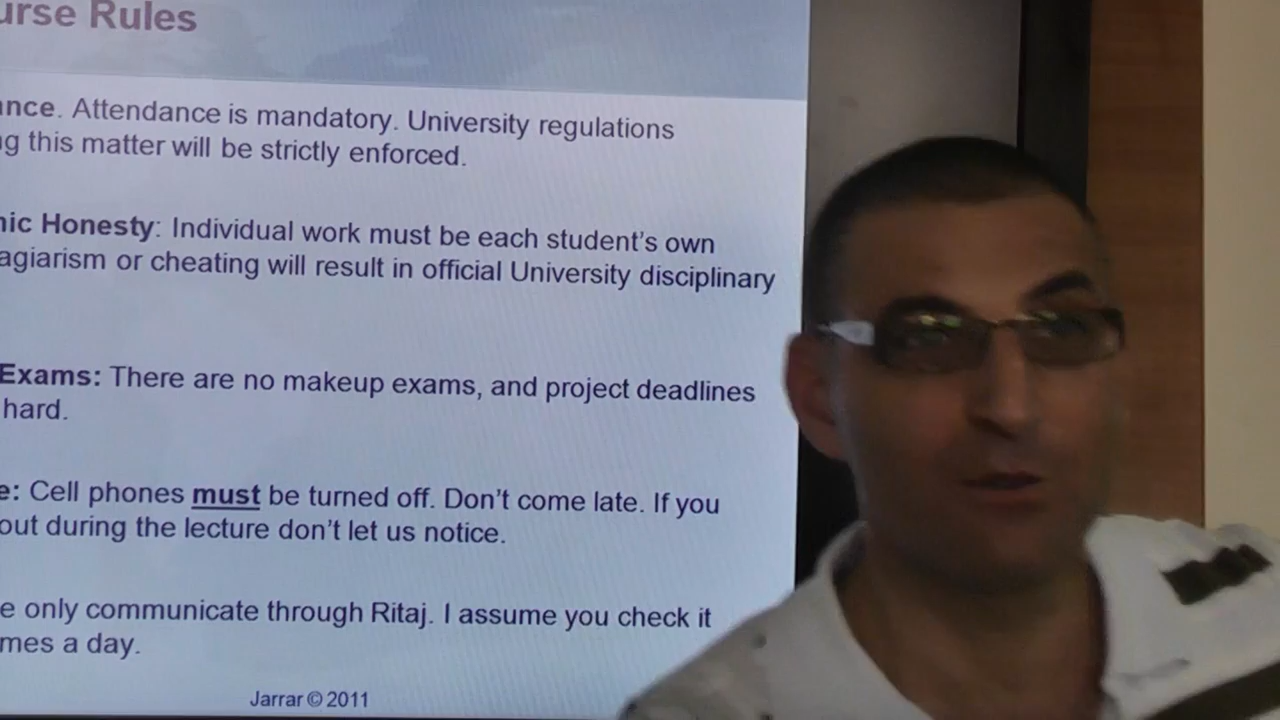 urse Rules
nce. Attendance is mandatory. University regulations
g this matter will be strictly enforced.
nic Honesty: Individual work must be each student's own
agiarism or cheating will result in official University disciplinary
Exams: There are no makeup exams, and project deadlines
hard.
e: Cell phones must be turned off. Don't come late. If you
out during the lecture don't let us notice.
e only communicate through Ritaj. I assume you check it
mes a day.
Jarrar © 2011